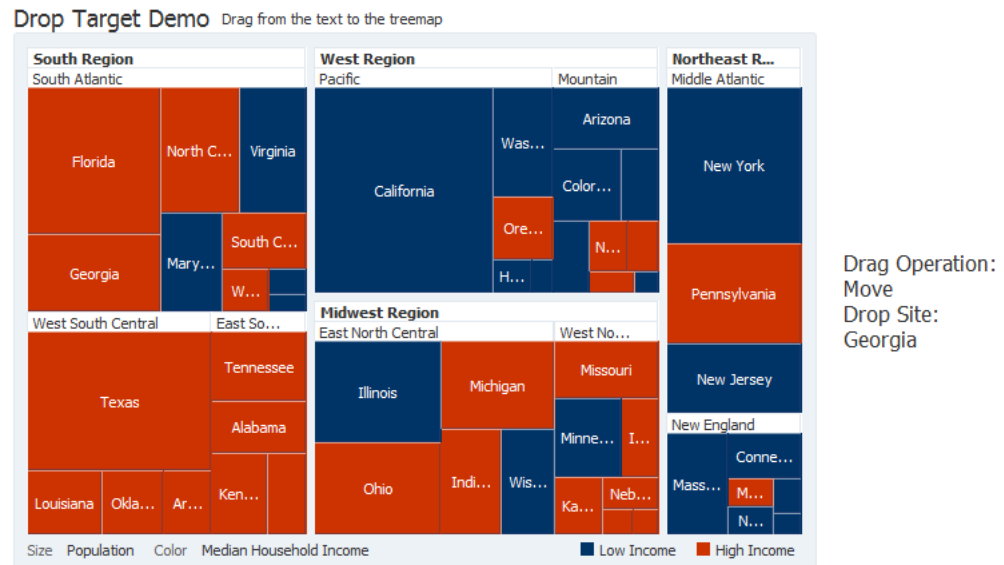 Drop Target Demo Drag from the text to the treemap
South Region
South Atlantic
Florida
North C...
Virginia
Georgia
Mary...
South C...
W...
West South Central
East So...
Texas
Tennessee
Alabama
Louisiana
Okla...
Ar...
Ken...
West Region
Pacific
Mountain
California
Was...
Ore...
H...
Arizona
Color...
N...
Midwest Region
East North Central
West No...
Illinois
Michigan
Ohio
Indi...
Wis...
Missouri
Minne...
I...
Ka...
Neb...
Northeast R...
Middle Atlantic
New York
Pennsylvania
New Jersey
New England
Mass...
Conne...
M...
N...
Size Population Color Median Household Income
Low Income High Income
Drag Operation:
Move
Drop Site:
Georgia